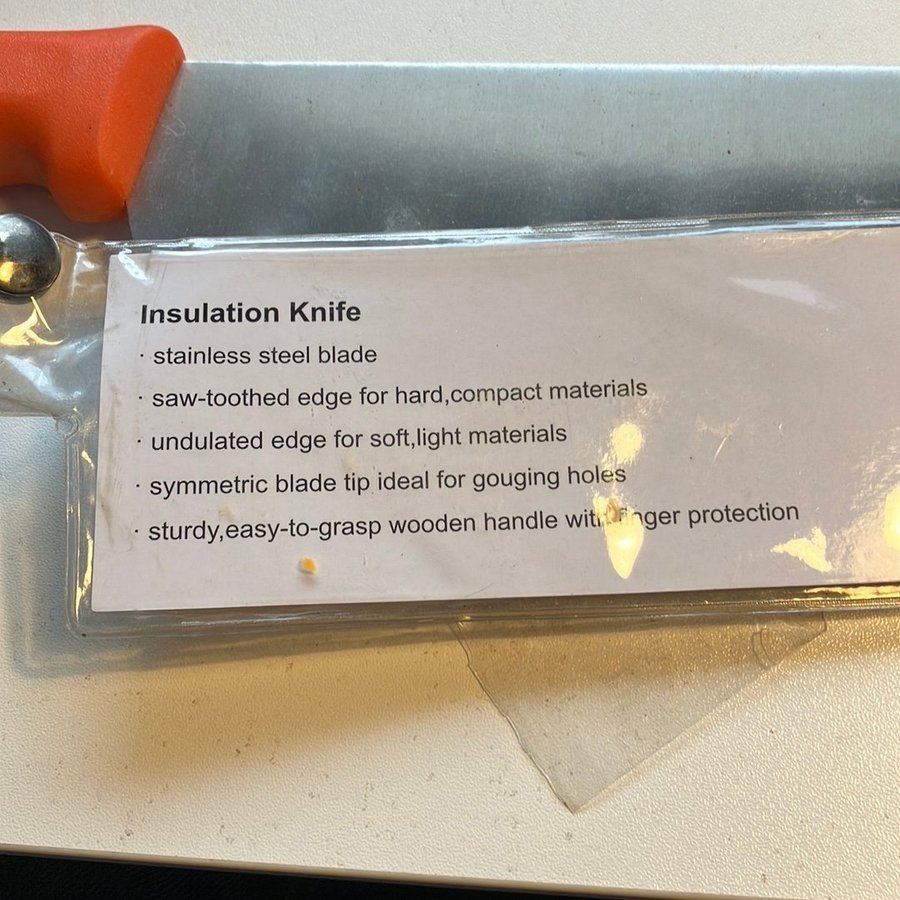 Insulation Knife
· stainless steel blade
· saw-toothed edge for hard,compact materials
· undulated edge for soft,light materials
· symmetric blade tip ideal for gouging holes
· sturdy,easy-to-grasp wooden handle with finger protection